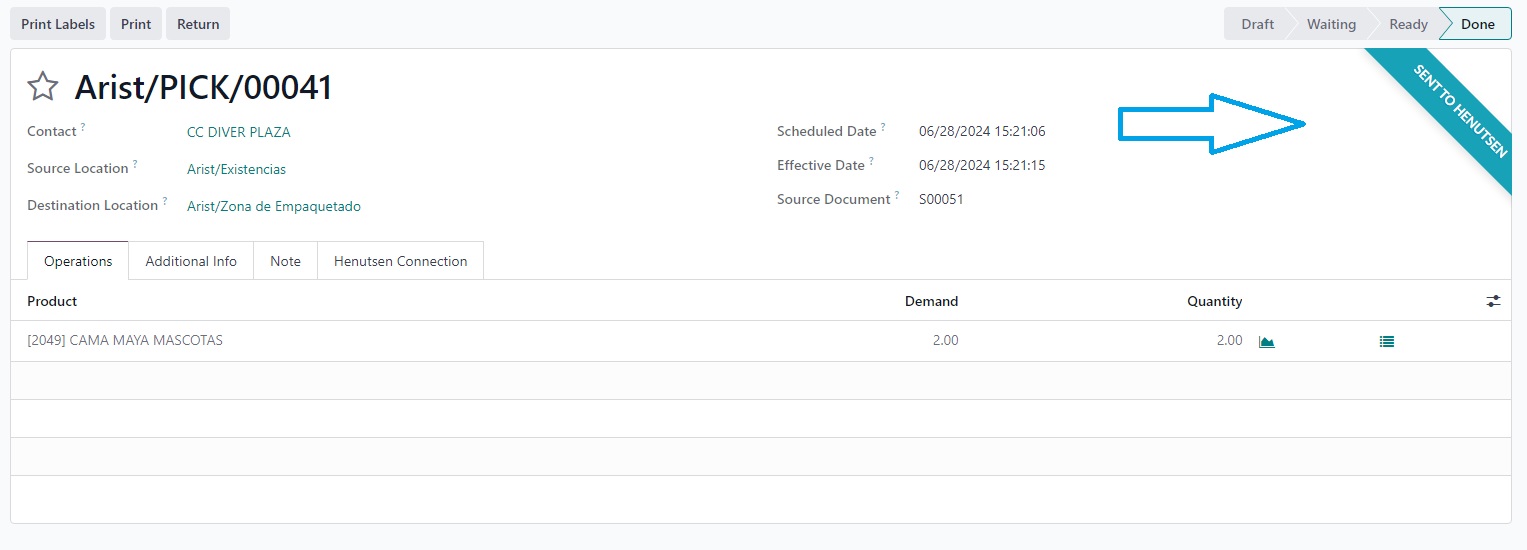 Print Labels Print Return Draft Waiting Ready Done
SENT TO HENUTSEN
Arist/PICK/00041
Contact ? CC DIVER PLAZA Scheduled Date ? 06/28/2024 15:21:06
Source Location ? Arist/Existencias Effective Date ? 06/28/2024 15:21:15
Destination Location ? Arist/Zona de Empaquetado Source Document ? S00051
Operations Additional Info Note Henutsen Connection
Product Demand Quantity
[2049] CAMA MAYA MASCOTAS 2.00 2.00